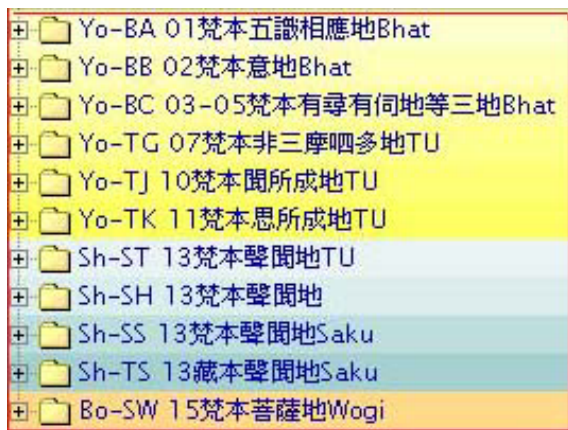 Yo-BA 01梵本五識相應地Bhat
Yo-BB 02梵本意地Bhat
Yo-BC 03-05梵本有尋有伺地等三地Bhat
Yo-TG 07梵本非三摩呬多地TU
Yo-TJ 10梵本聞所成地TU
Yo-TK 11梵本思所成地TU
Sh-ST 13梵本聲聞地TU
Sh-SH 13梵本聲聞地
Sh-SS 13梵本聲聞地Saku
Sh-TS 13藏本聲聞地Saku
Bo-SW 15梵本菩薩地Wogi